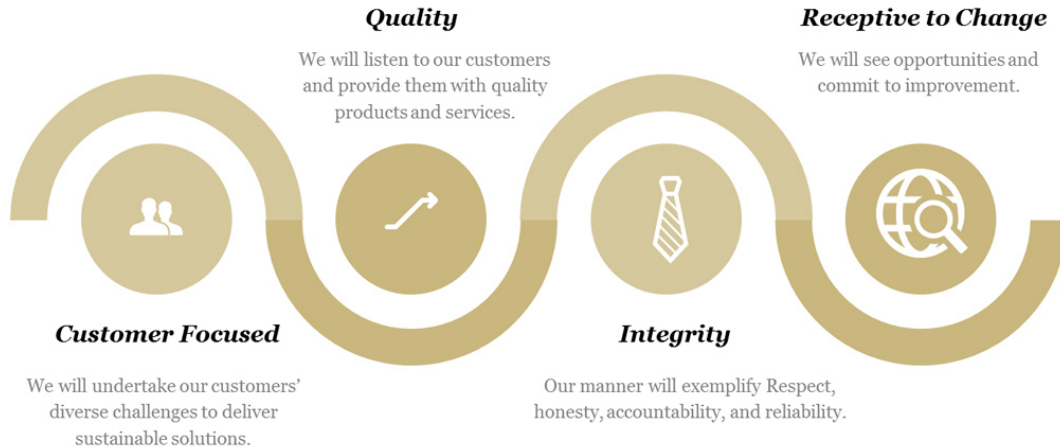 Quality
We will listen to our customers
and provide them with quality
products and services.
Receptive to Change
We will see opportunities and
commit to improvement.
Customer Focused
We will undertake our customers'
diverse challenges to deliver
sustainable solutions.
Integrity
Our manner will exemplify Respect,
honesty, accountability, and reliability.